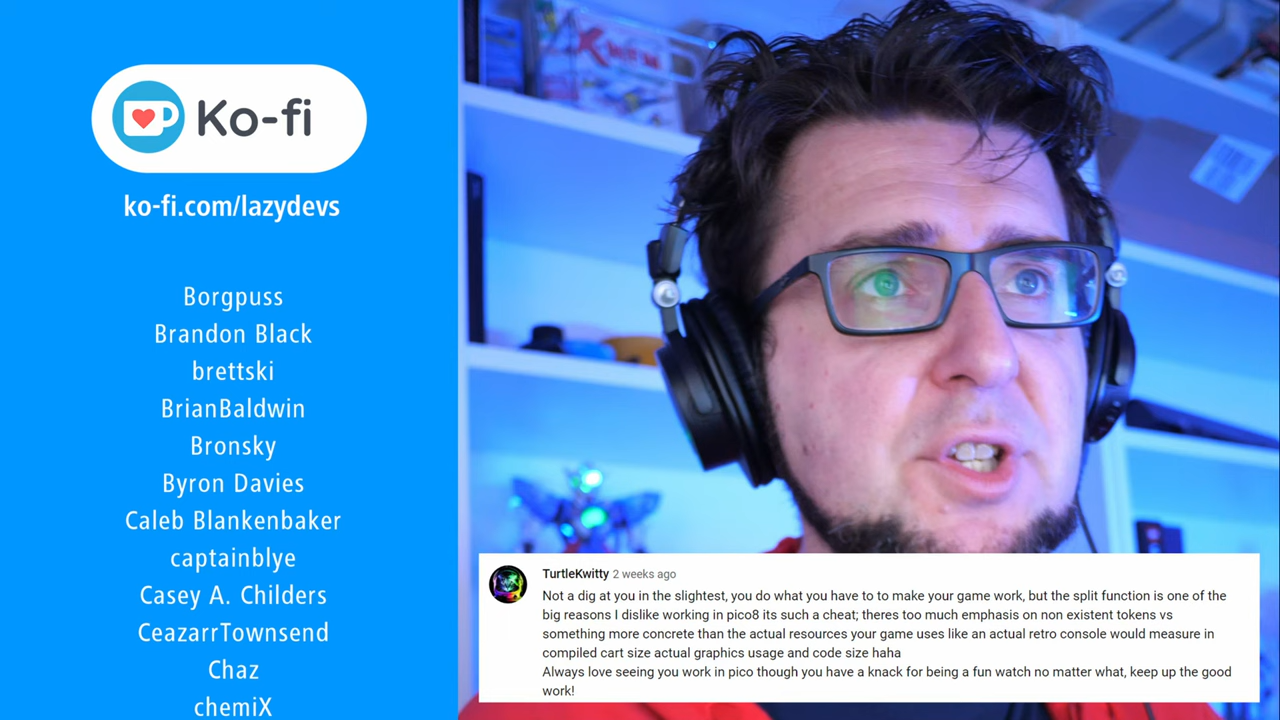 Ko-fi
ko-fi.com/lazydevs
Borgpuss
Brandon Black
brettski
BrianBaldwin
Bronsky
Byron Davies
Caleb Blankenbaker
captainblye
Casey A. Childers
CeazarrTownsend
Chaz
chemiX
TurtleKwitty 2 weeks ago
Not a dig at you in the slightest, you do what you have to to make your game work, but the split function is one of the
big reasons I dislike working in pico8 its such a cheat; theres too much emphasis on non existent tokens vs
something more concrete than the actual resources your game uses like an actual retro console would measure in
compiled cart size actual graphics usage and code size haha
Always love seeing you work in pico though you have a knack for being a fun watch no matter what, keep up the good
work!